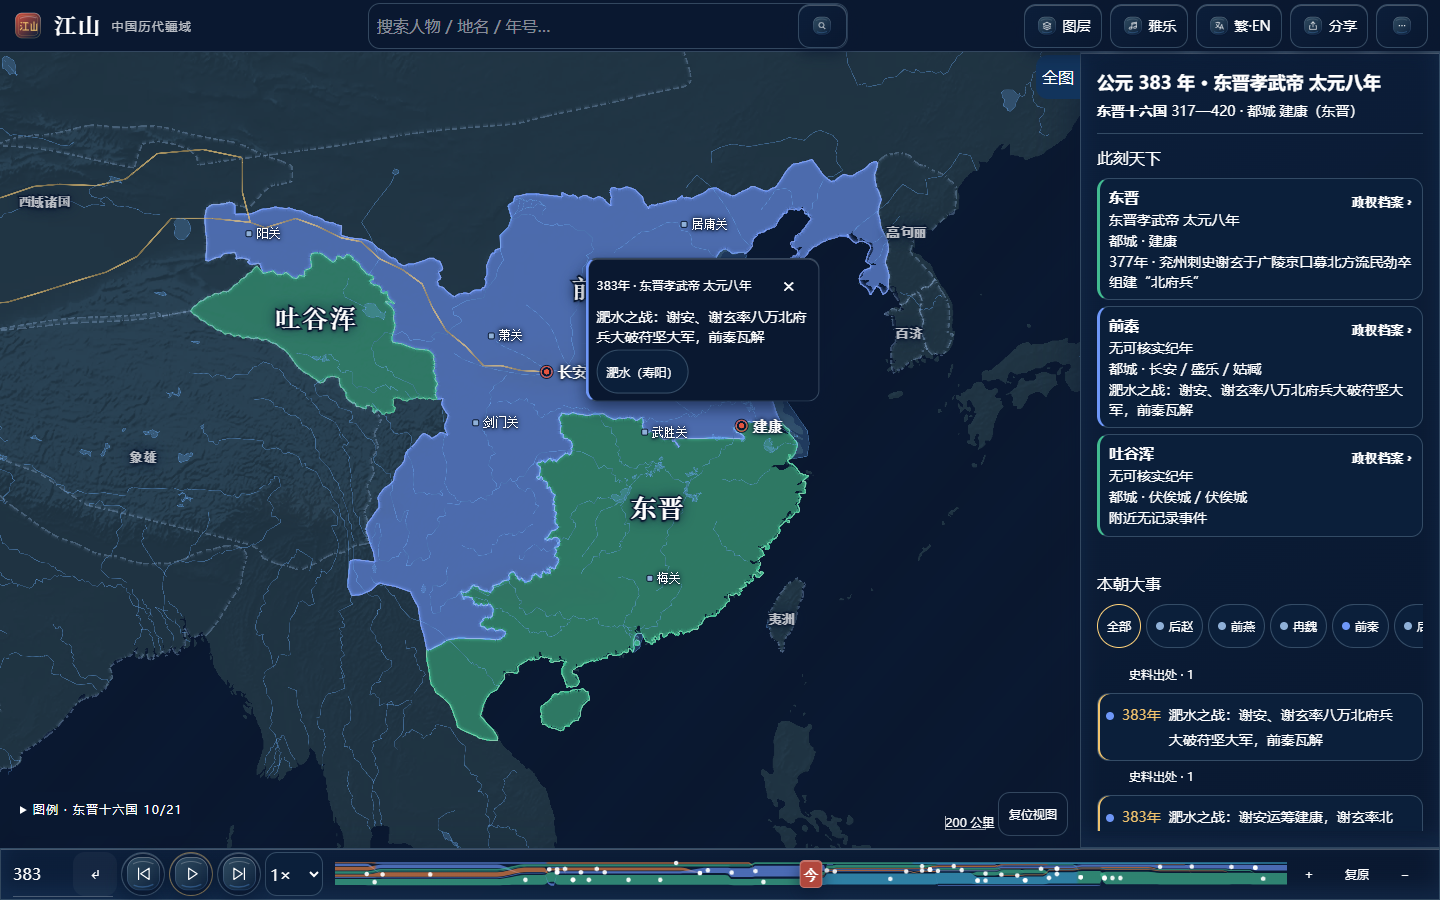 江山
江山 中国历代疆域
搜索人物 / 地名 / 年号...
图层
雅乐
繁·EN
分享
全图
西域诸国
阳关
居庸关
高句丽
吐谷浑
前
萧关
百济
长安
383年 · 东晋孝武帝 太元八年
淝水之战：谢安、谢玄率八万北府
兵大破苻坚大军，前秦瓦解
淝水（寿阳）
剑门关
武胜关
建康
象雄
东晋
梅关
夷洲
图例 · 东晋十六国 10/21
200 公里
复位视图
公元 383 年 · 东晋孝武帝 太元八年
东晋十六国 317—420 · 都城 建康（东晋）
此刻天下
东晋
政权档案 ›
东晋孝武帝 太元八年
都城 · 建康
377年 · 兖州刺史谢玄于广陵京口募北方流民劲卒
组建“北府兵”
前秦
政权档案 ›
无可核实纪年
都城 · 长安 / 盛乐 / 姑臧
淝水之战：谢安、谢玄率八万北府兵大破苻坚大
军，前秦瓦解
吐谷浑
政权档案 ›
无可核实纪年
都城 · 伏俟城 / 伏俟城
附近无记录事件
本朝大事
全部
后赵
前燕
冉魏
前秦
史料出处 · 1
383年 淝水之战：谢安、谢玄率八万北府兵
大破苻坚大军，前秦瓦解
史料出处 · 1
383年 淝水之战：谢安运筹建康，谢玄率北
383
1×
今
+
复原
−